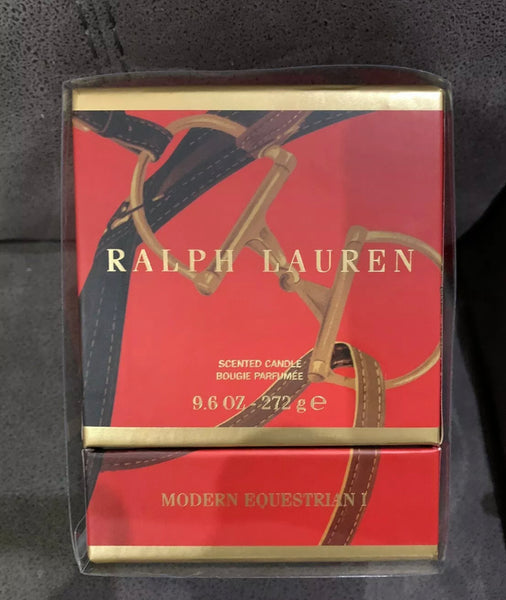 RALPH LAUREN
SCENTED CANDLE
BOUGIE PARFUMÉE
9.6 OZ - 272 g ℮
MODERN EQUESTRIAN I